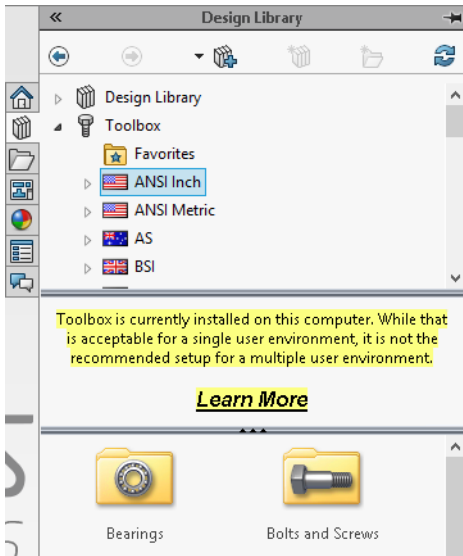 Design Library
Design Library
Toolbox
Favorites
ANSI Inch
ANSI Metric
AS
BSI
Toolbox is currently installed on this computer. While that
is acceptable for a single user environment, it is not the
recommended setup for a multiple user environment.
Learn More
Bearings
Bolts and Screws